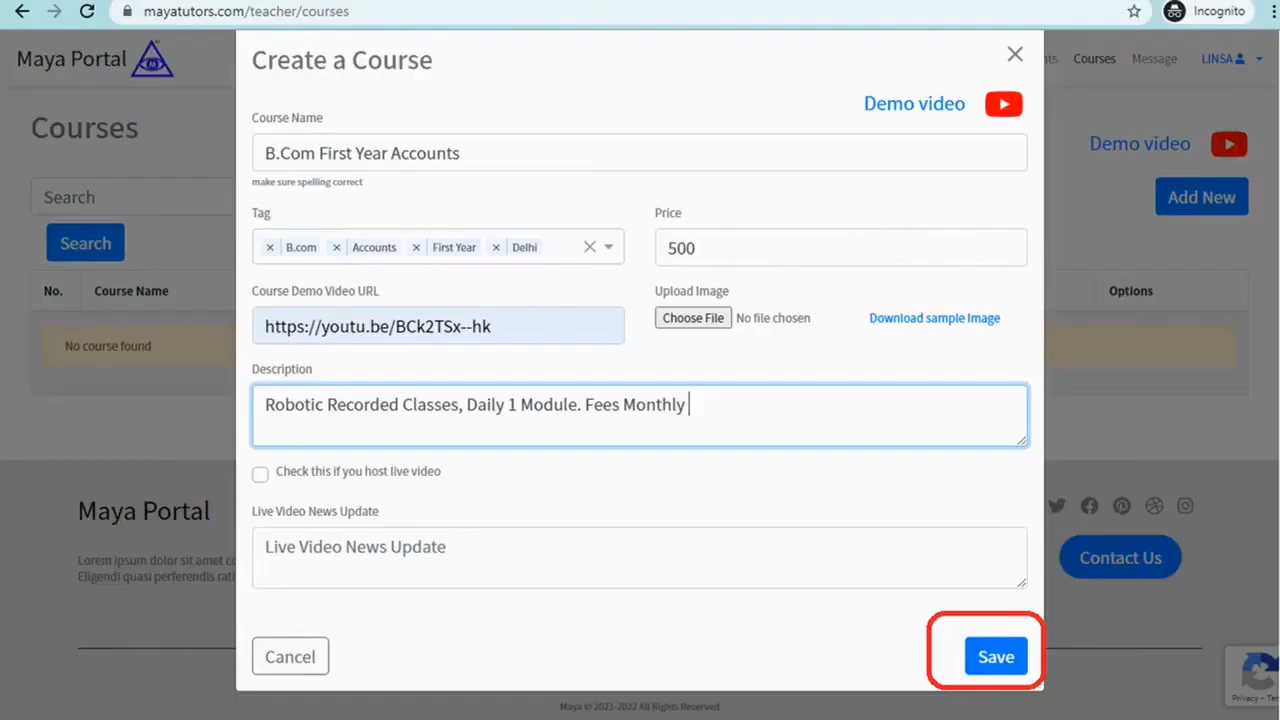 mayatutors.com/teacher/courses
Incognito
Maya Portal
M
Create a Course
Courses
Message
LINSA
Courses
Demo video
Demo video
Course Name
B.Com First Year Accounts
make sure spelling correct
Search
Add New
Tag
Price
B.com
Accounts
First Year
Delhi
500
Search
No.
Course Name
Course Demo Video URL
Upload Image
Options
https://youtu.be/BCk2TSx--hk
Choose File No file chosen
Download sample Image
No course found
Description
Robotic Recorded Classes, Daily 1 Module. Fees Monthly
Check this if you host live video
Maya Portal
Live Video News Update
Live Video News Update
Lorem ipsum dolor sit amet
Eligendi quasi perferendis
Contact Us
Cancel
Save
Privacy
Maya © 2021-2022 All Rights Reserved.